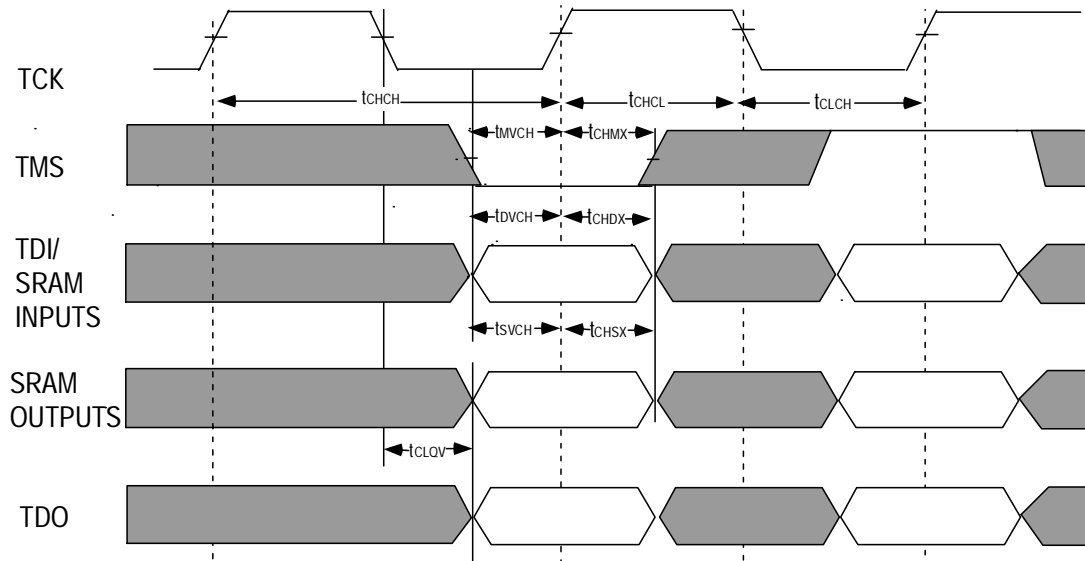 TCK
tCHCH
tCHCL
tCLCH
TMS
tMVCH
tCHMX
tDVCH
tCHDX
TDI/
SRAM
INPUTS
tSVCH
tCHSX
SRAM
OUTPUTS
tCLQV
TDO